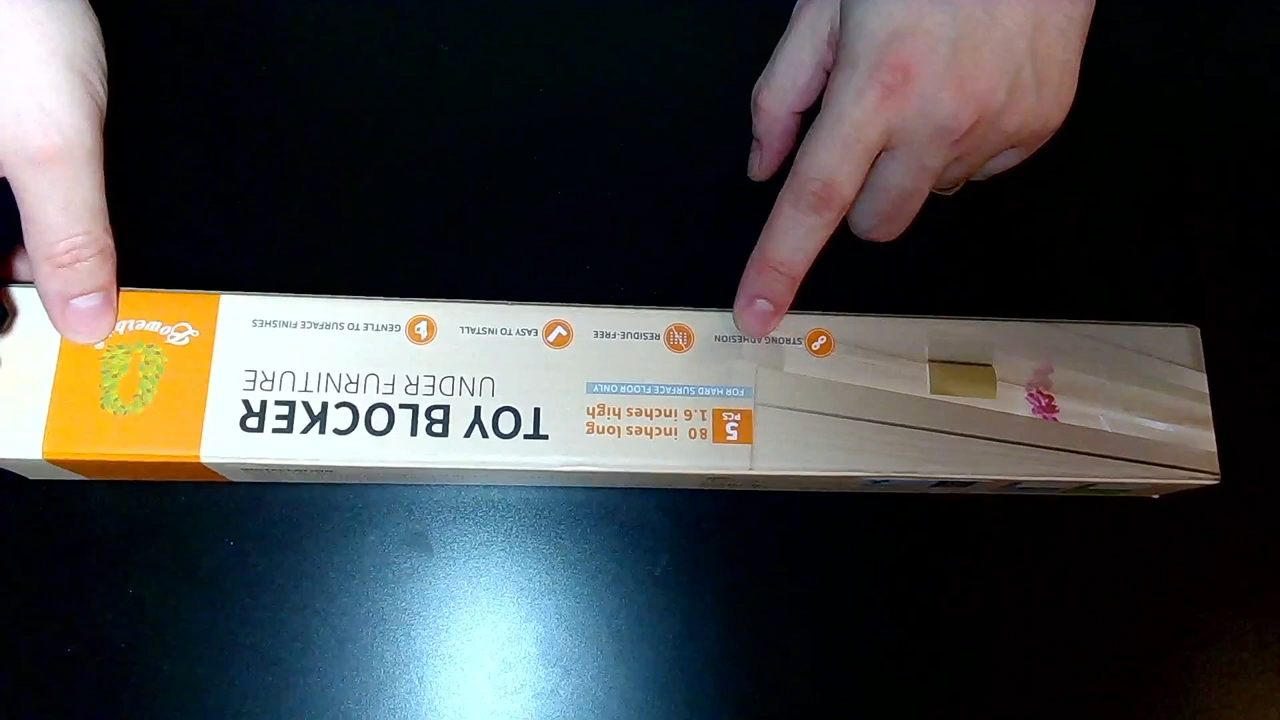 TOY BLOCKER
UNDER FURNITURE
5 PCS
80 inches long
1.6 inches high
FOR HARD SURFACE FLOOR ONLY
STRONG ADHESION
RESIDUE-FREE
EASY TO INSTALL
GENTLE TO SURFACE FINISHES